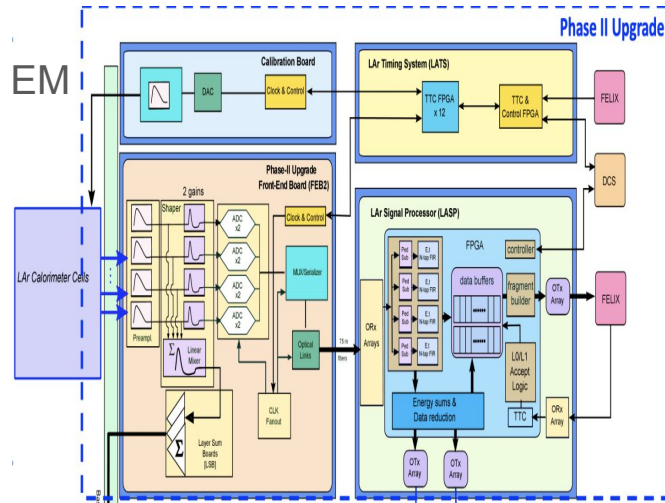 Phase II Upgrade
EM
Calibration Board
DAC
Clock & Control
LAr Timing System (LATS)
TTC FPGA
x 12
TTC &
Control FPGA
FELIX
DCS
Phase-II Upgrade
Front-End Board (FEB2)
2 gains
Shaper
ADC
x2
ADC
x2
ADC
x2
ADC
x2
Clock & Control
MUX/Serializer
Optical
Links
Preampl.
Linear
Mixer
Σ
CLK
Fanout
Layer Sum
Boards
[LSB]
Σ
LAr Calorimeter Cells
75 m
fibers
LAr Signal Processor (LASP)
FPGA
controller
ORx
Arrays
Ped
Sub
E,t
N-tap FIR
Ped
Sub
E,t
N-tap FIR
Ped
Sub
E,t
N-tap FIR
Ped
Sub
E,t
N-tap FIR
data buffers
fragment
builder
OTx
Array
FELIX
L0/L1
Accept
Logic
TTC
ORx
Array
Energy sums &
Data reduction
OTx
Array
OTx
Array